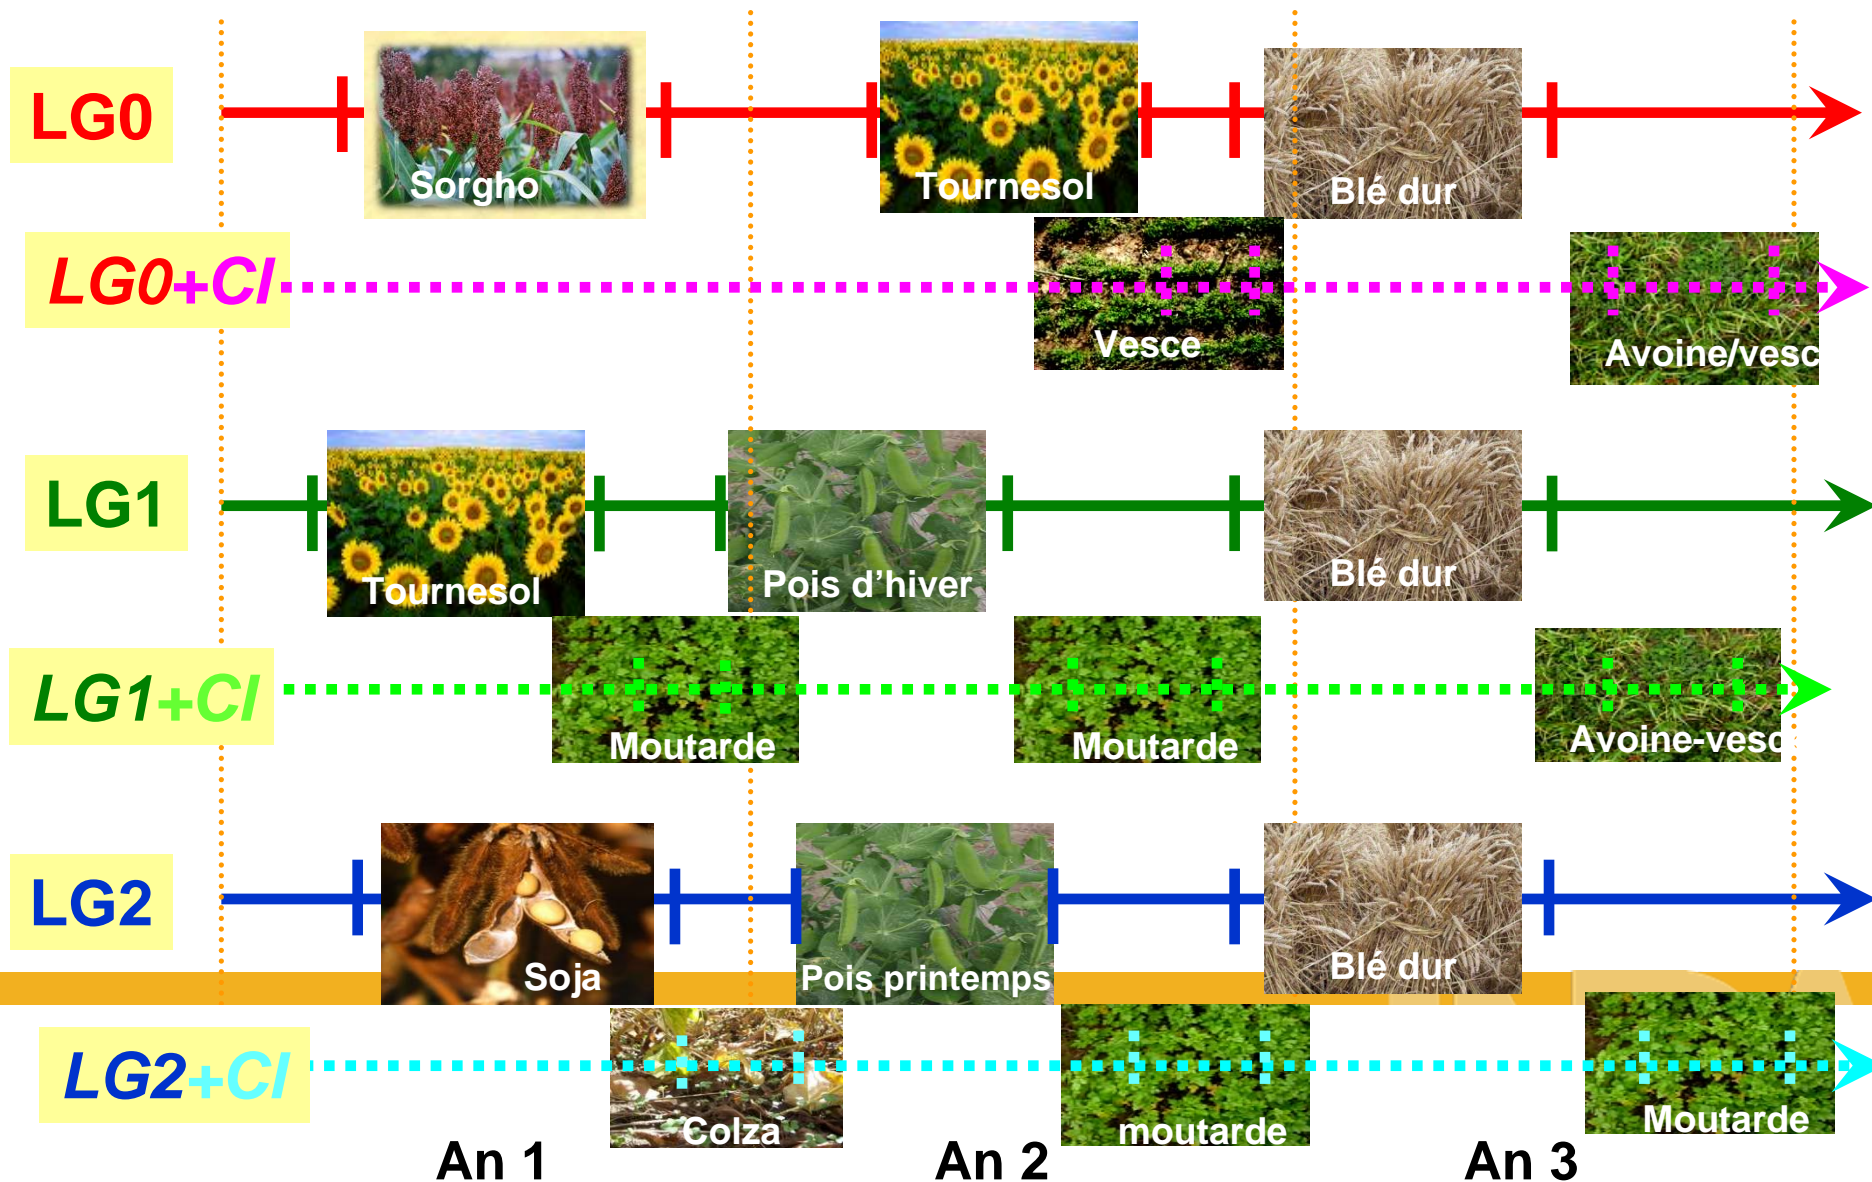 LG0
Sorgho
Tournesol
Blé dur
LG0+CI
Vesce
Avoine/vesc
LG1
Tournesol
Pois d’hiver
Blé dur
LG1+CI
Moutarde
Moutarde
Avoine-vesc
LG2
Soja
Pois printemps
Blé dur
LG2+CI
Colza
moutarde
Moutarde
An 1
An 2
An 3